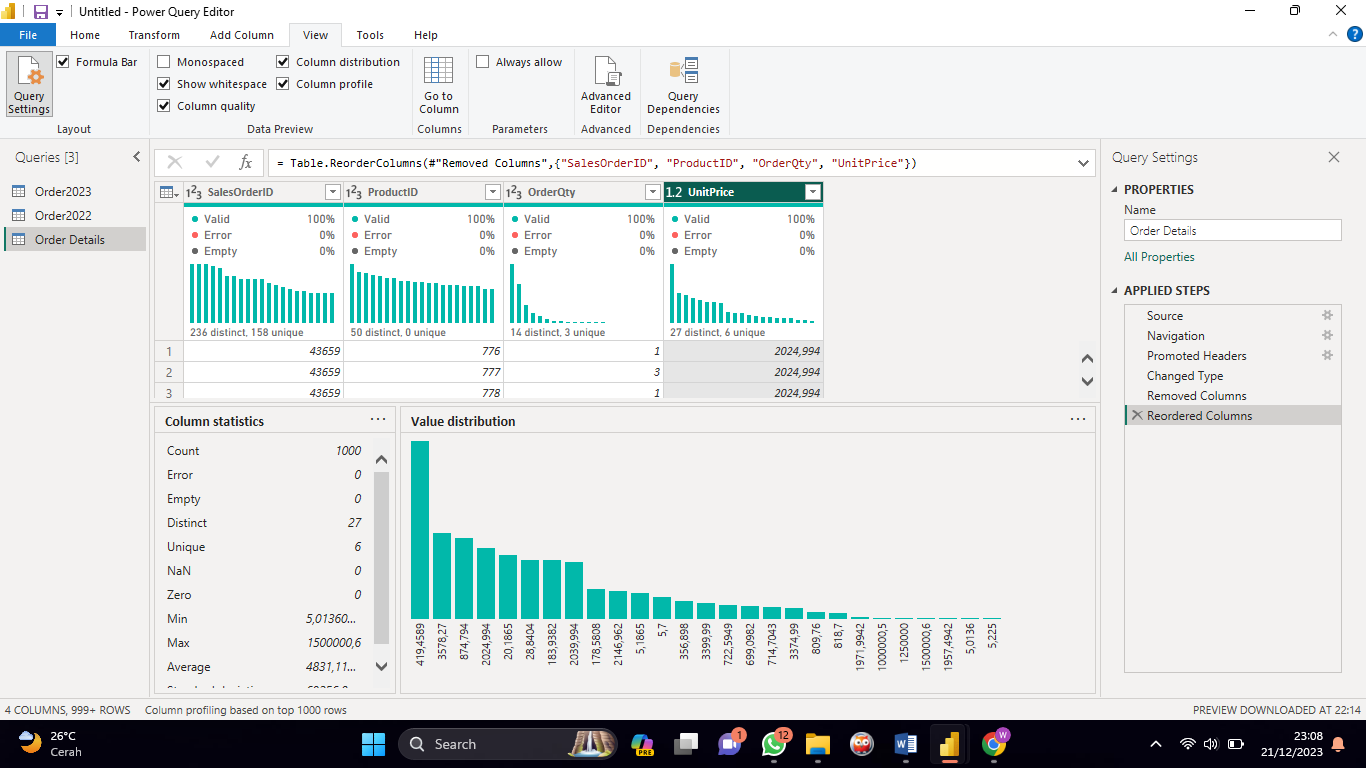 Untitled - Power Query Editor
File Home Transform Add Column View Tools Help
Query Settings
Formula Bar
Layout
Monospaced
Show whitespace
Column quality
Column distribution
Column profile
Data Preview
Go to Column
Columns
Always allow
Parameters
Advanced Editor
Advanced
Query Dependencies
Dependencies
Queries [3]
Order2023
Order2022
Order Details
fx = Table.ReorderColumns(#"Removed Columns",{"SalesOrderID", "ProductID", "OrderQty", "UnitPrice"})
123 SalesOrderID 123 ProductID 123 OrderQty 1.2 UnitPrice
Valid 100% Valid 100% Valid 100% Valid 100%
Error 0% Error 0% Error 0% Error 0%
Empty 0% Empty 0% Empty 0% Empty 0%
236 distinct, 158 unique 50 distinct, 0 unique 14 distinct, 3 unique 27 distinct, 6 unique
1 43659 776 1 2024,994
2 43659 777 3 2024,994
3 43659 778 1 2024,994
Column statistics ...
Count 1000
Error 0
Empty 0
Distinct 27
Unique 6
NaN 0
Zero 0
Min 5,01360...
Max 1500000,6
Average 4831,11...
Value distribution ...
419,4589
3578,27
874,794
2024,994
20,1865
28,8404
183,9382
2039,994
178,5808
2146,962
5,1865
5,7
356,898
3399,99
722,5949
699,0982
714,7043
3374,99
809,76
818,7
1971,9942
1000000,5
1250000
1500000,6
1957,4942
5,0136
5,225
Query Settings
PROPERTIES
Name
Order Details
All Properties
APPLIED STEPS
Source
Navigation
Promoted Headers
Changed Type
Removed Columns
Reordered Columns
4 COLUMNS, 999+ ROWS Column profiling based on top 1000 rows
PREVIEW DOWNLOADED AT 22:14
26°C
Cerah
Search
PRE
1
12
W
W
23:08
21/12/2023